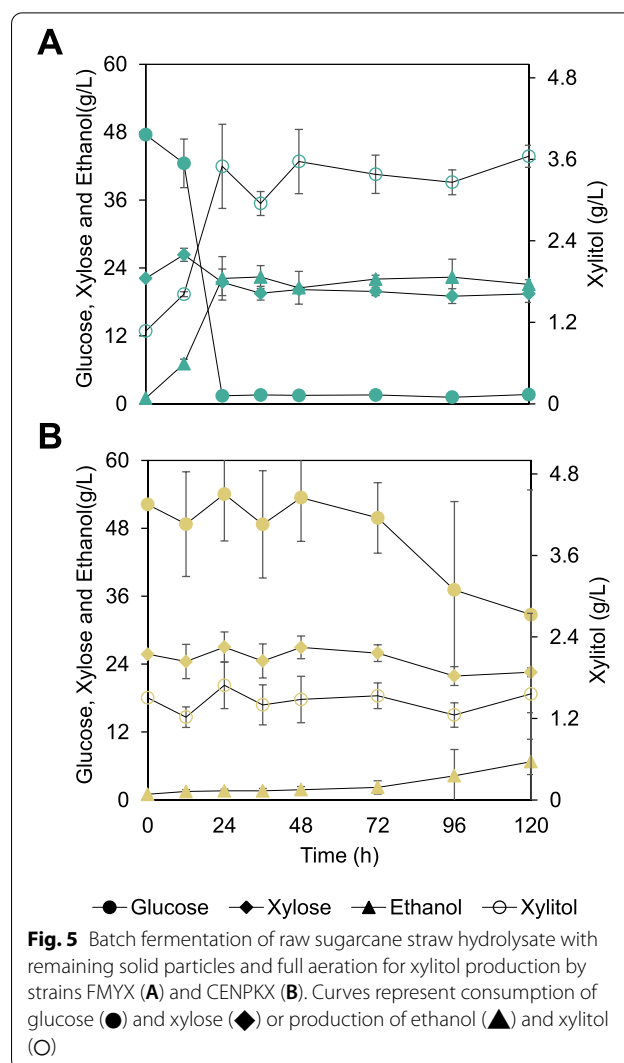 A
Glucose, Xylose and Ethanol(g/L)
60
48
36
24
12
0
4.8
3.6
2.4
1.2
0
Xylitol (g/L)
B
Glucose, Xylose and Ethanol(g/L)
60
48
36
24
12
0
4.8
3.6
2.4
1.2
0
Xylitol (g/L)
0 24 48 72 96 120
Time (h)
Glucose Xylose Ethanol Xylitol
Fig. 5 Batch fermentation of raw sugarcane straw hydrolysate with
remaining solid particles and full aeration for xylitol production by
strains FMYX (A) and CENPKX (B). Curves represent consumption of
glucose (●) and xylose (◆) or production of ethanol (▲) and xylitol
(○)